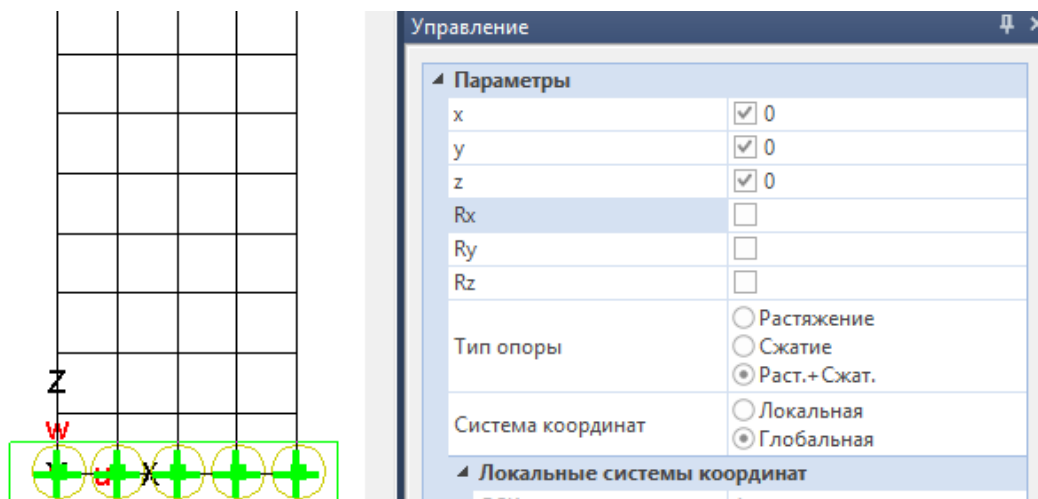 Управление
Параметры
x 0
y 0
z 0
Rx
Ry
Rz
Тип опоры
Растяжение
Сжатие
Раст.+Сжат.
Система координат
Локальная
Глобальная
Локальные системы координат
Z
w
u X